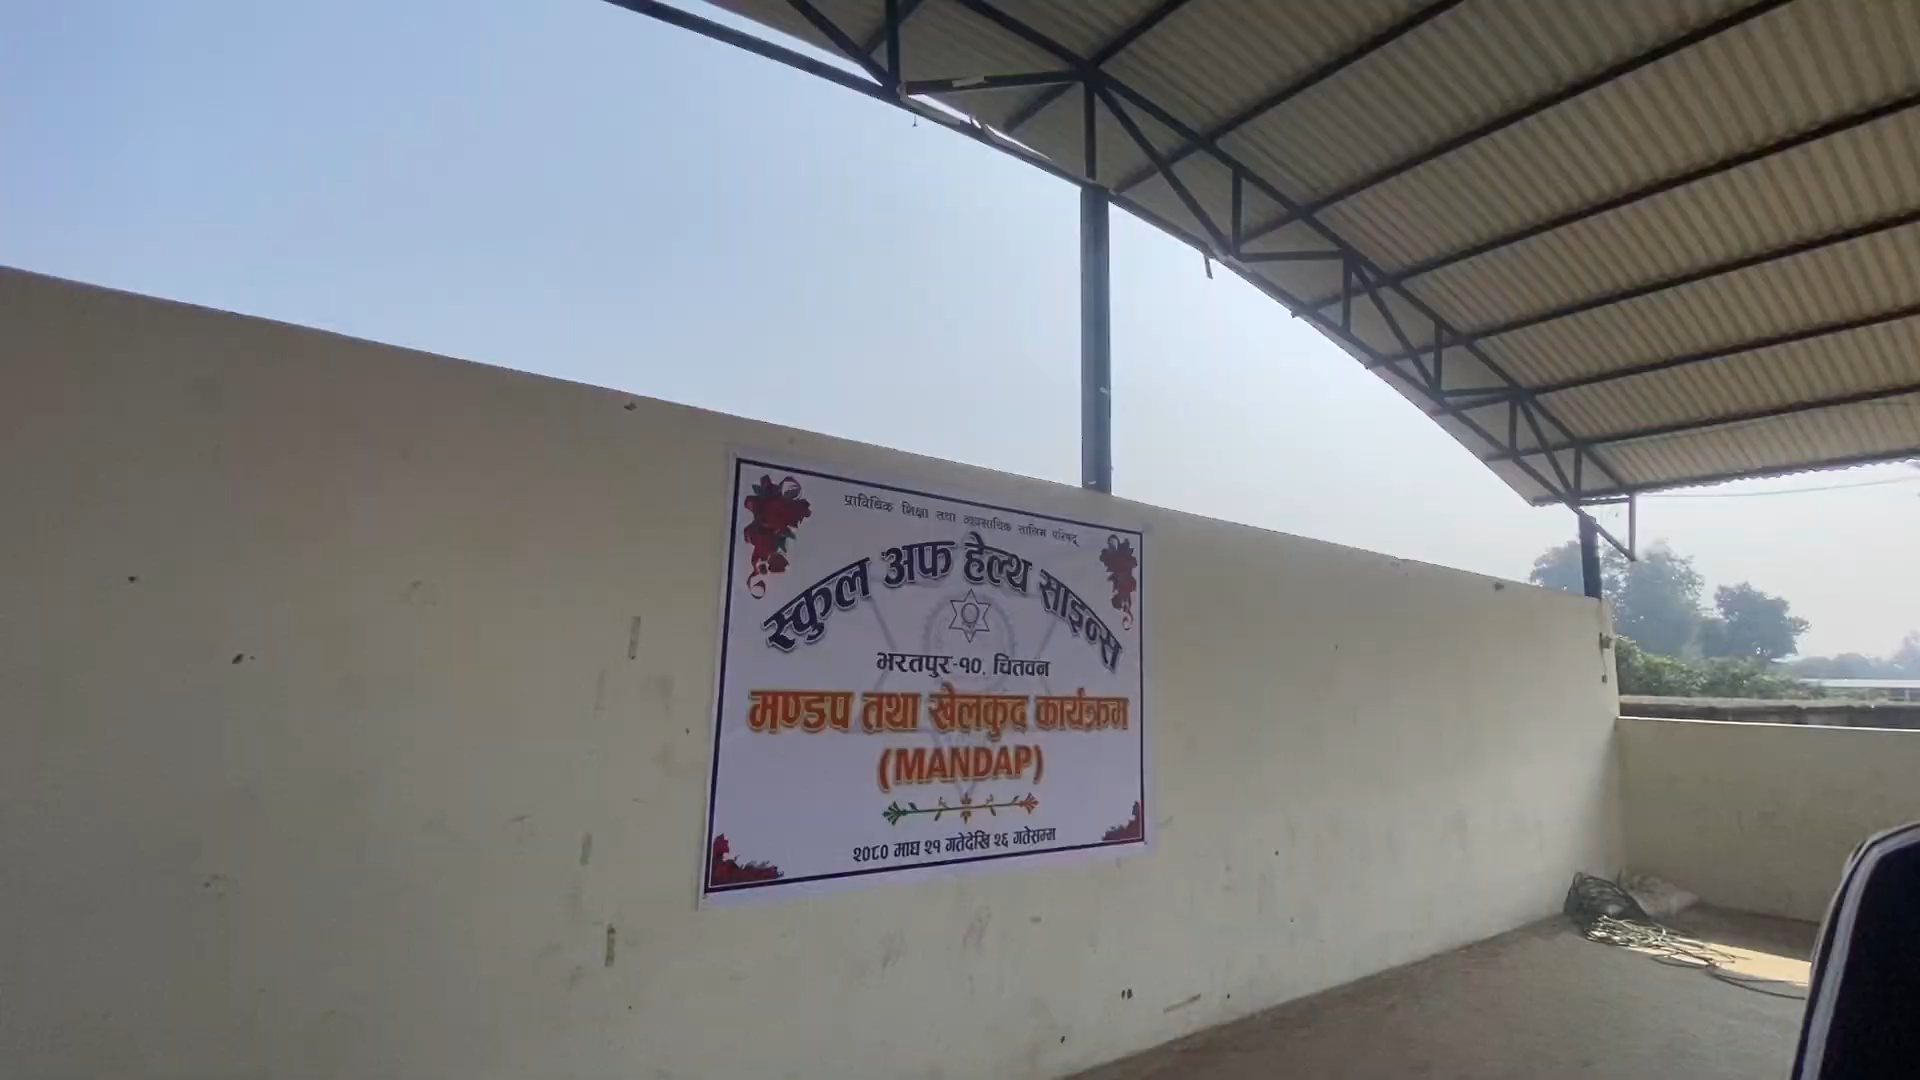 प्राविधिक शिक्षा तथा व्यवसायिक तालिम परिषद्
स्कुल अफ हेल्थ साइन्स
भरतपुर-१०, चितवन
मण्डप तथा खेलकुद कार्यक्रम
(MANDAP)
२०८० माघ २१ गतेदेखि २६ गतेसम्म